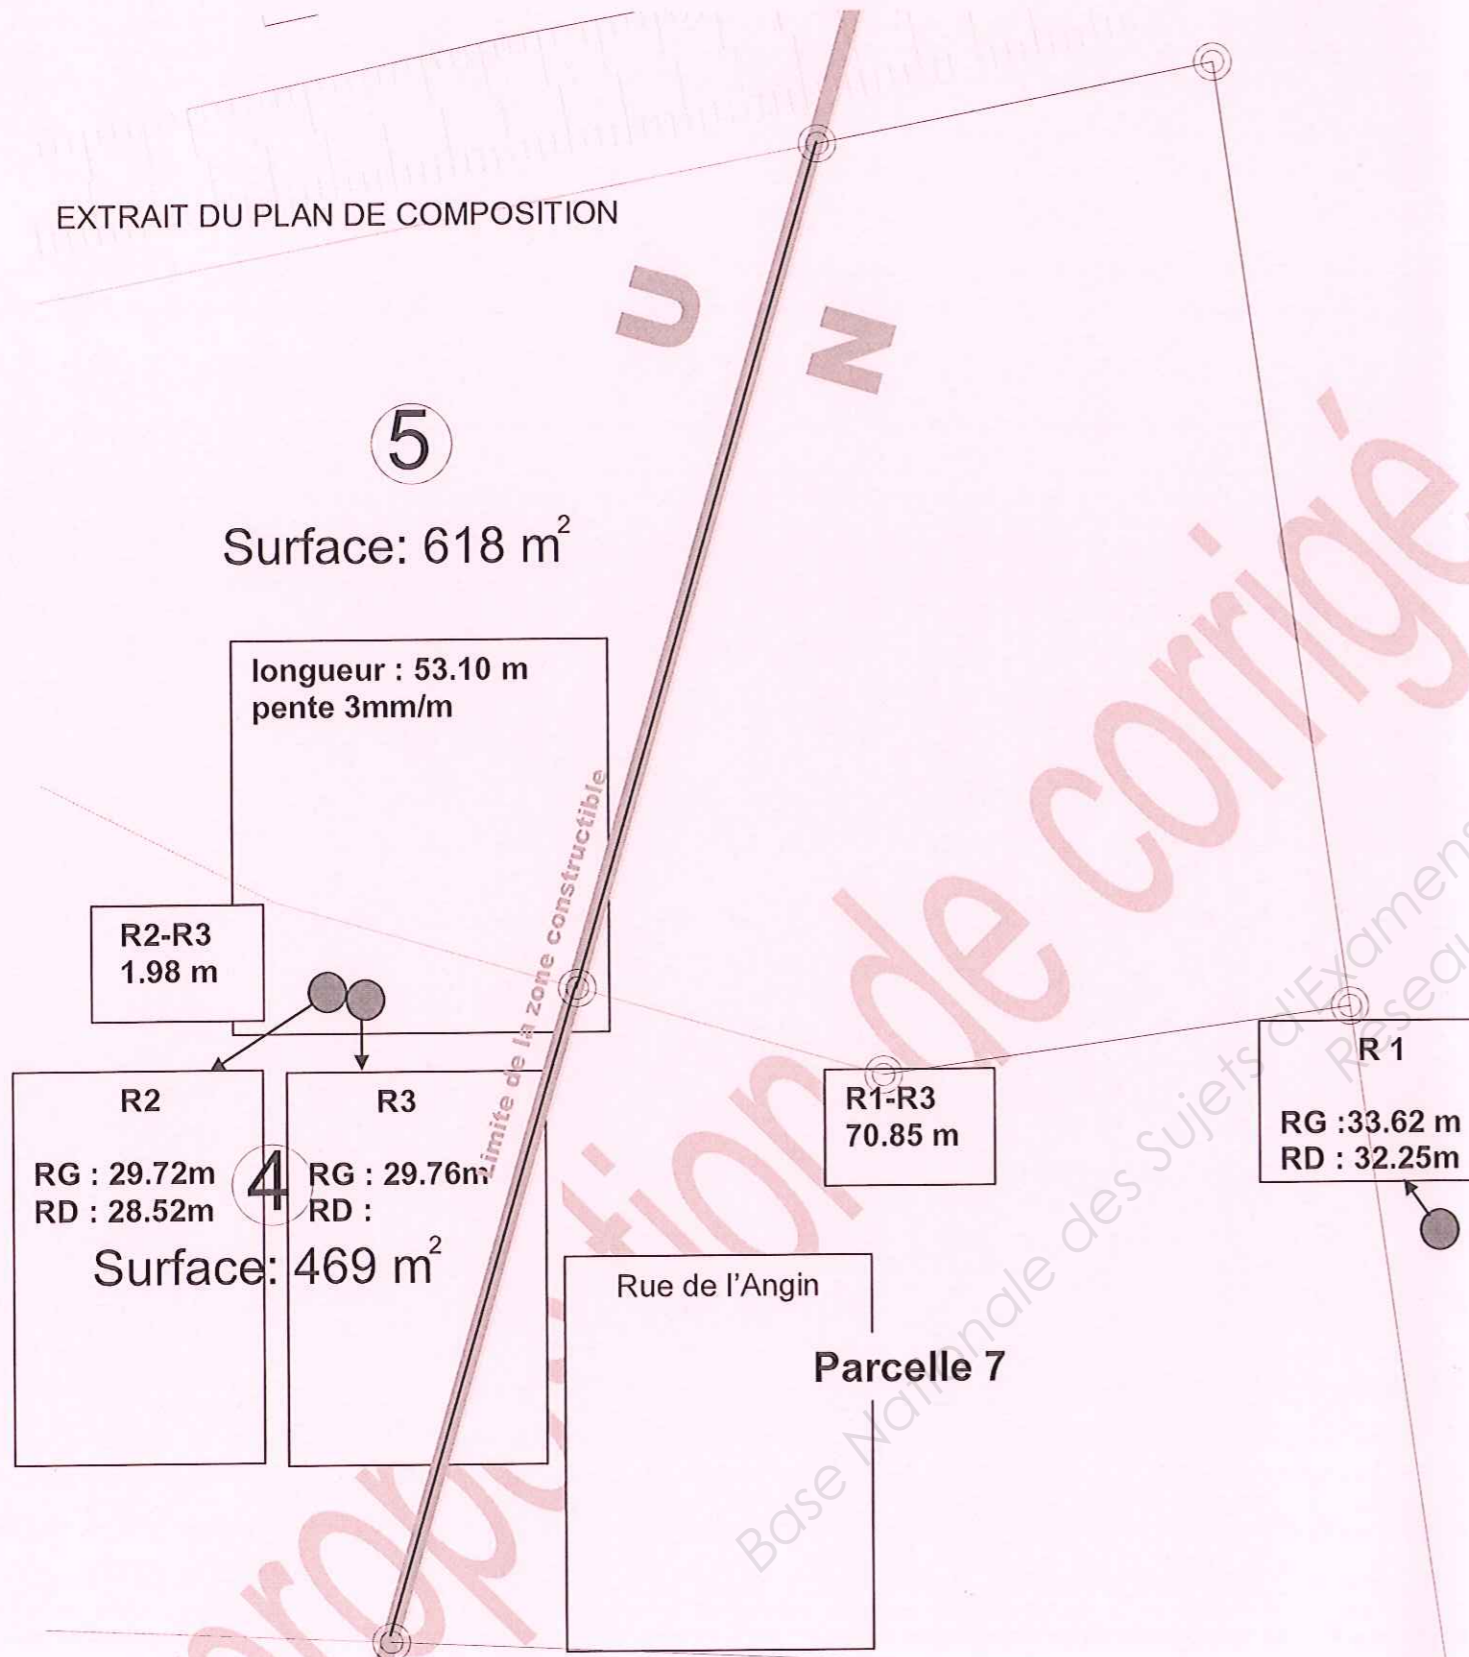 EXTRAIT DU PLAN DE COMPOSITION
U
N
5
Surface: 618 m²
longueur : 53.10 m
pente 3mm/m
Limite de la zone constructible
R2-R3
1.98 m
R2
RG : 29.72m
RD : 28.52m
R3
RG : 29.76m
RD :
4
Surface: 469 m²
R1-R3
70.85 m
R 1
RG :33.62 m
RD : 32.25m
Rue de l'Angin
Parcelle 7
de corrigé
Base Nationale des Sujets d'Examens